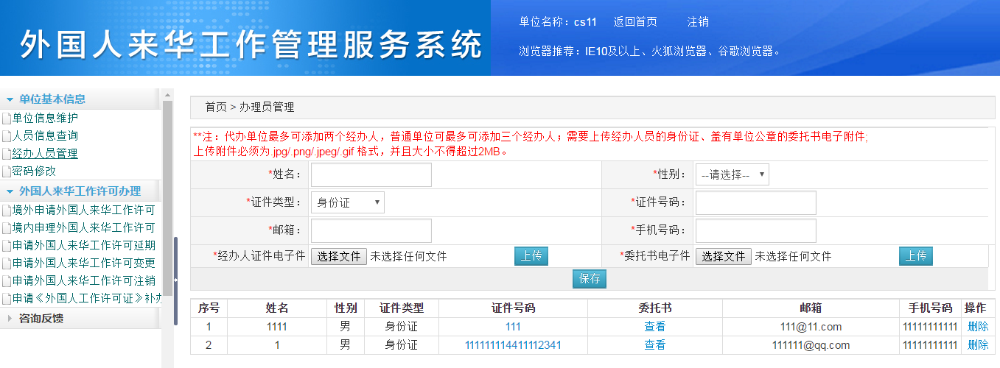 外国人来华工作管理服务系统
单位名称：cs11 返回首页 注销
浏览器推荐：IE10及以上、火狐浏览器、谷歌浏览器。
单位基本信息
单位信息维护
人员信息查询
经办人员管理
密码修改
外国人来华工作许可办理
境外申请外国人来华工作许可
境内申理外国人来华工作许可
申请外国人来华工作许可延期
申请外国人来华工作许可变更
申请外国人来华工作许可注销
申请《外国人工作许可证》补办
咨询反馈
首页 > 办理员管理
**注：代办单位最多可添加两个经办人，普通单位可最多可添加三个经办人；需要上传经办人员的身份证、盖有单位公章的委托书电子附件;
上传附件必须为.jpg/.png/.jpeg/.gif 格式，并且大小不得超过2MB。
*姓名： *性别： --请选择--
*证件类型： 身份证 *证件号码：
*邮箱： *手机号码：
*经办人证件电子件 选择文件 未选择任何文件 上传 *委托书电子件 选择文件 未选择任何文件 上传
保存
序号 姓名 性别 证件类型 证件号码 委托书 邮箱 手机号码 操作
1 1111 男 身份证 111 查看 111@11.com 11111111111 删除
2 1 男 身份证 111111114411112341 查看 111111@qq.com 11111111111 删除